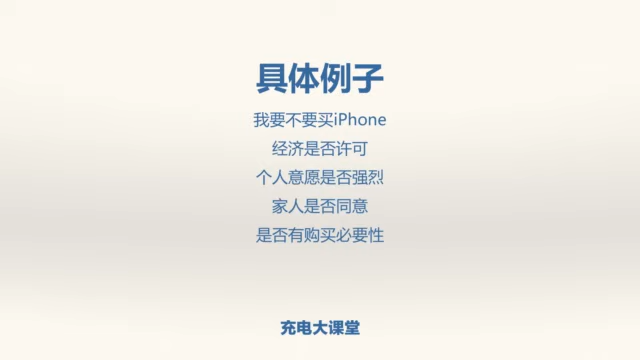 具体例子
我要不要买iPhone
经济是否许可
个人意愿是否强烈
家人是否同意
是否有购买必要性
充电大课堂